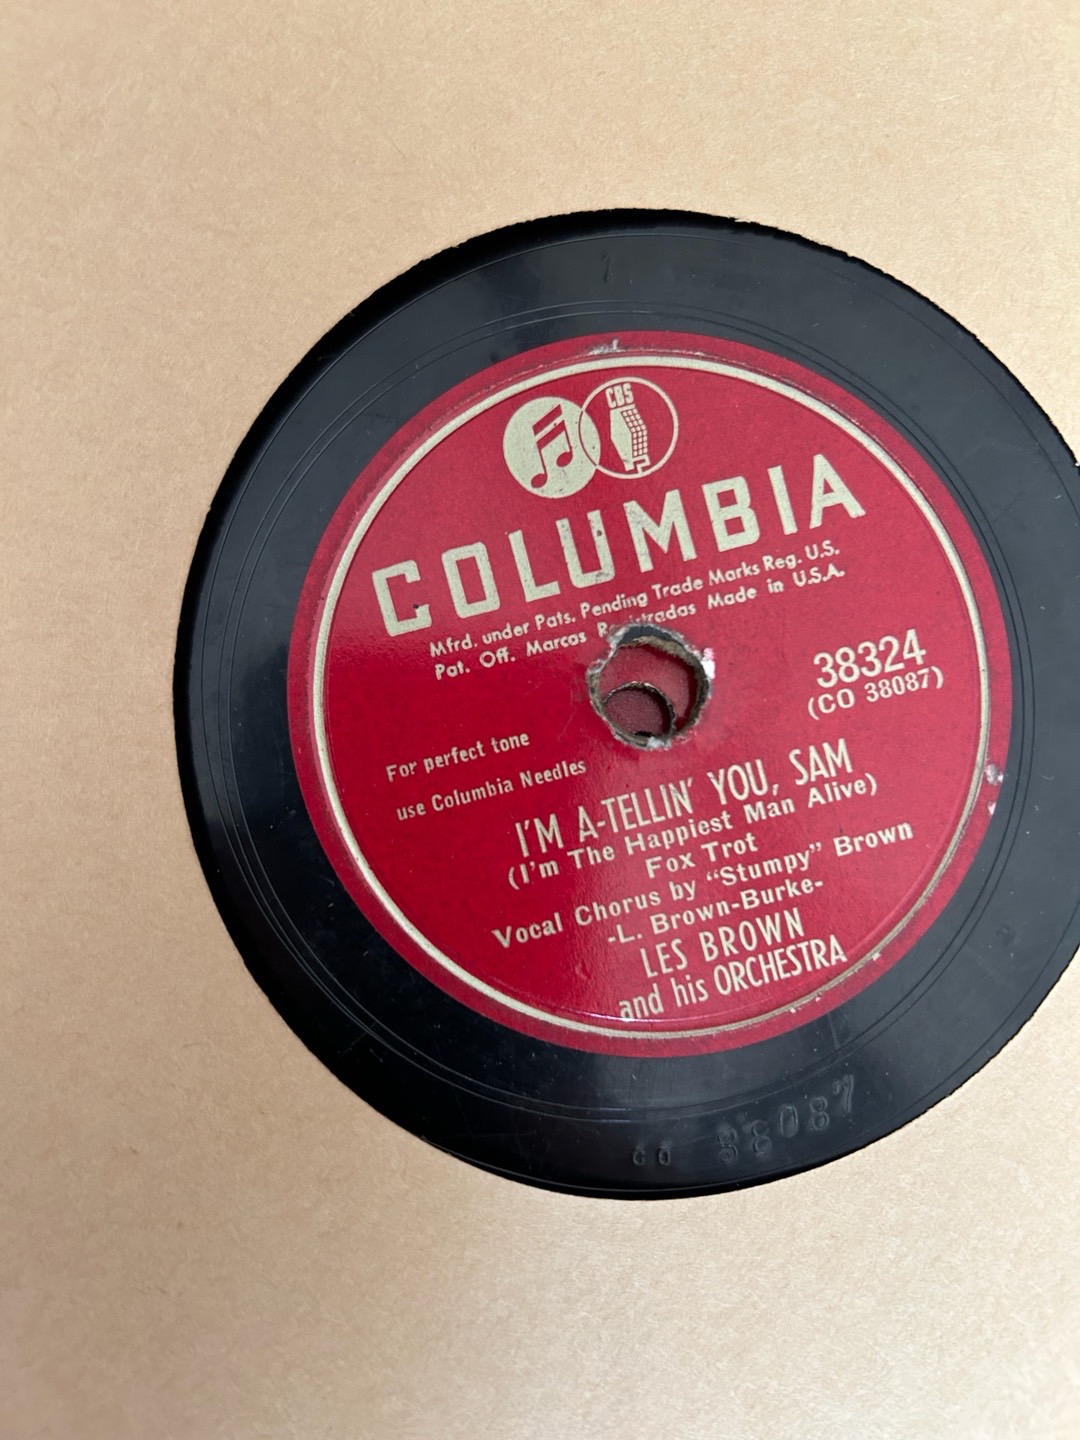 CBS
COLUMBIA
Mfrd. under Pats. Pending Trade Marks Reg. U.S.
Pat. Off. Marcas Registradas Made in U.S.A.
38324
(CO 38087)
For perfect tone
use Columbia Needles
I'M A-TELLIN' YOU, SAM
(I'm The Happiest Man Alive)
Fox Trot
Vocal Chorus by "Stumpy" Brown
-L. Brown-Burke-
LES BROWN
and his ORCHESTRA
CO 38087